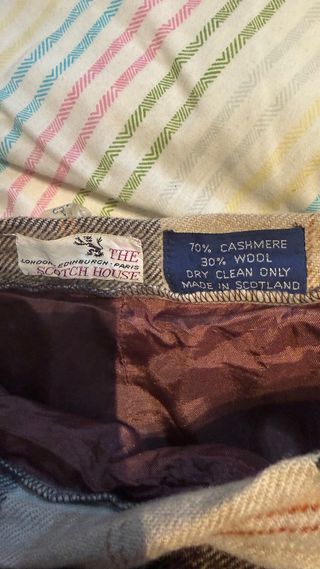 THE
LONDON·EDINBURGH·PARIS
SCOTCH HOUSE
70% CASHMERE
30% WOOL
DRY CLEAN ONLY
MADE IN SCOTLAND